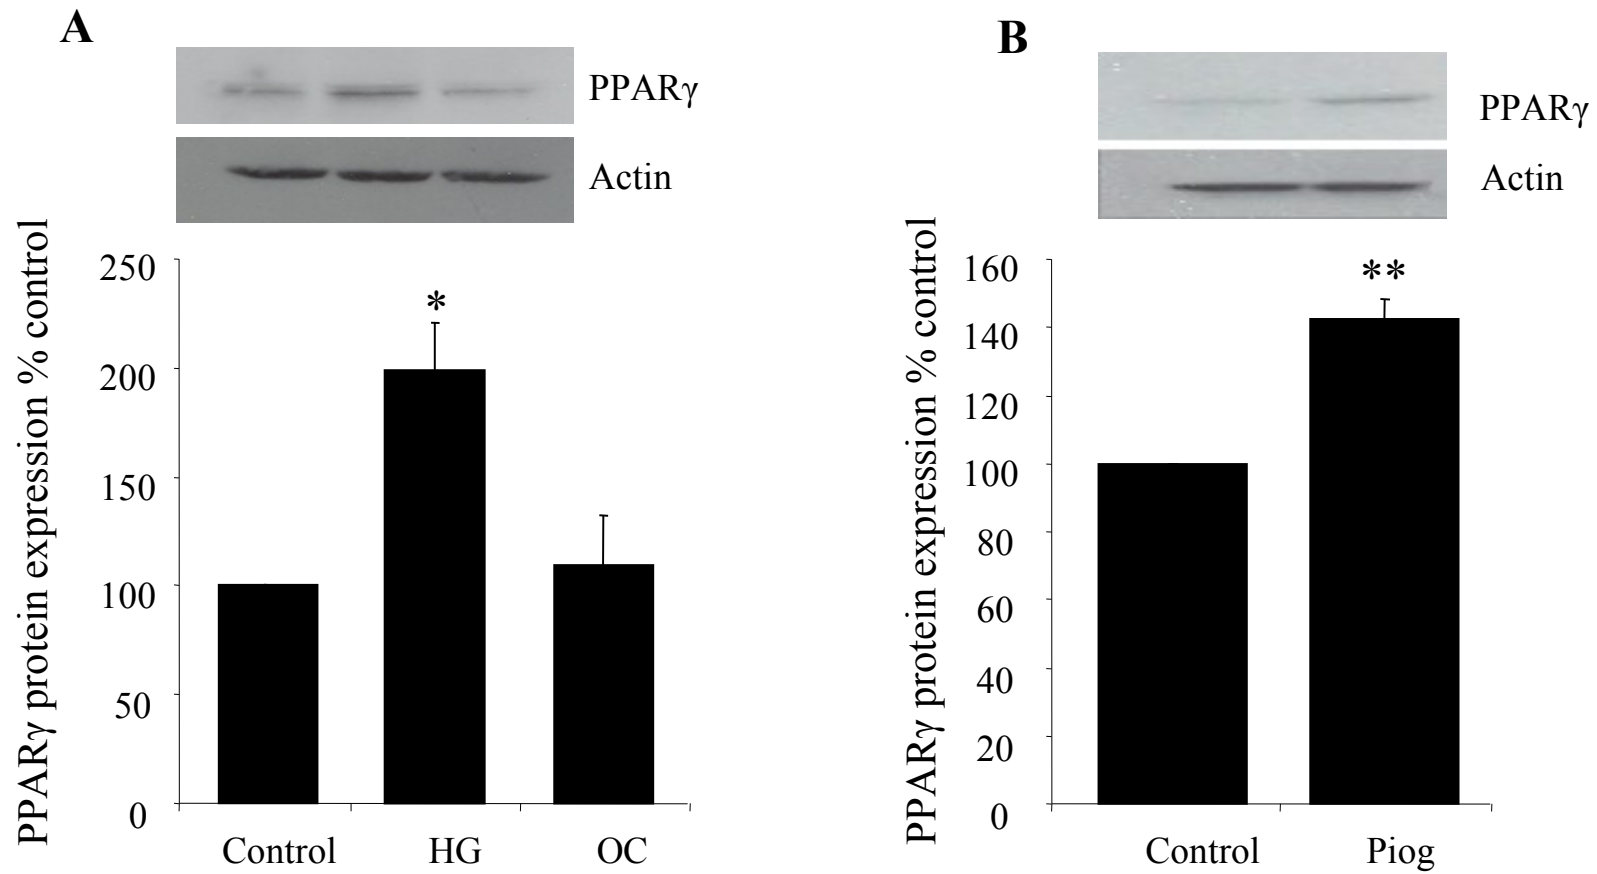 A
PPARγ
Actin
PPARγ protein expression % control
250
200
150
100
50
0
*
Control HG OC
B
PPARγ
Actin
PPARγ protein expression % control
160
140
120
100
80
60
40
20
0
**
Control Piog